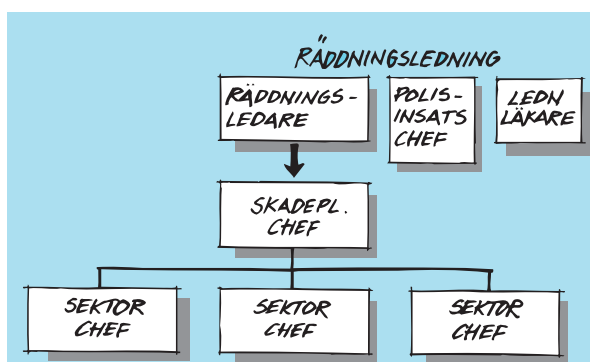 RÄDDNINGSLEDNING
RÄDDNINGS-
LEDARE
POLIS-
INSATS
CHEF
LEDN
LÄKARE
SKADEPL.
CHEF
SEKTOR
CHEF
SEKTOR
CHEF
SEKTOR
CHEF